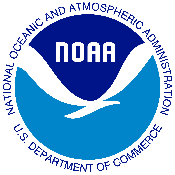 NATIONAL OCEANIC AND ATMOSPHERIC ADMINISTRATION
NOAA
U.S. DEPARTMENT OF COMMERCE